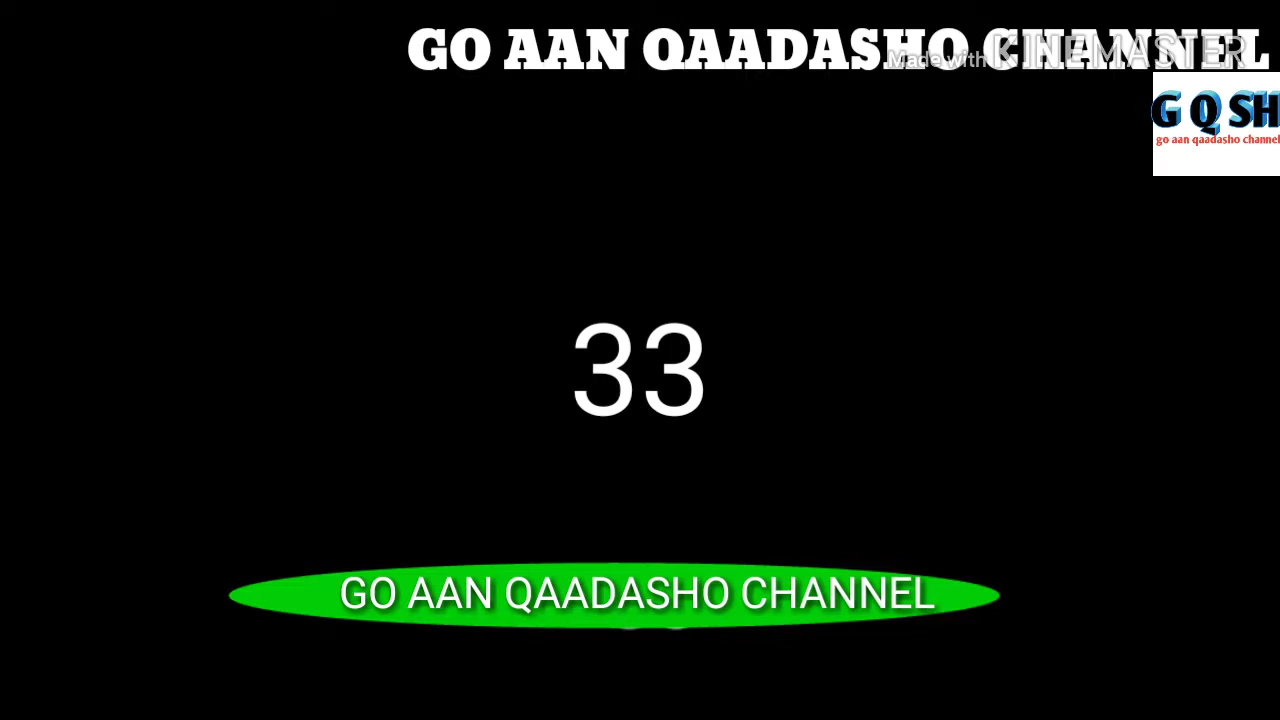 GO AAN QAADASHO CHANNEL
Made with KINEMASTER
G Q SH
go aan qaadasho channel
33
GO AAN QAADASHO CHANNEL